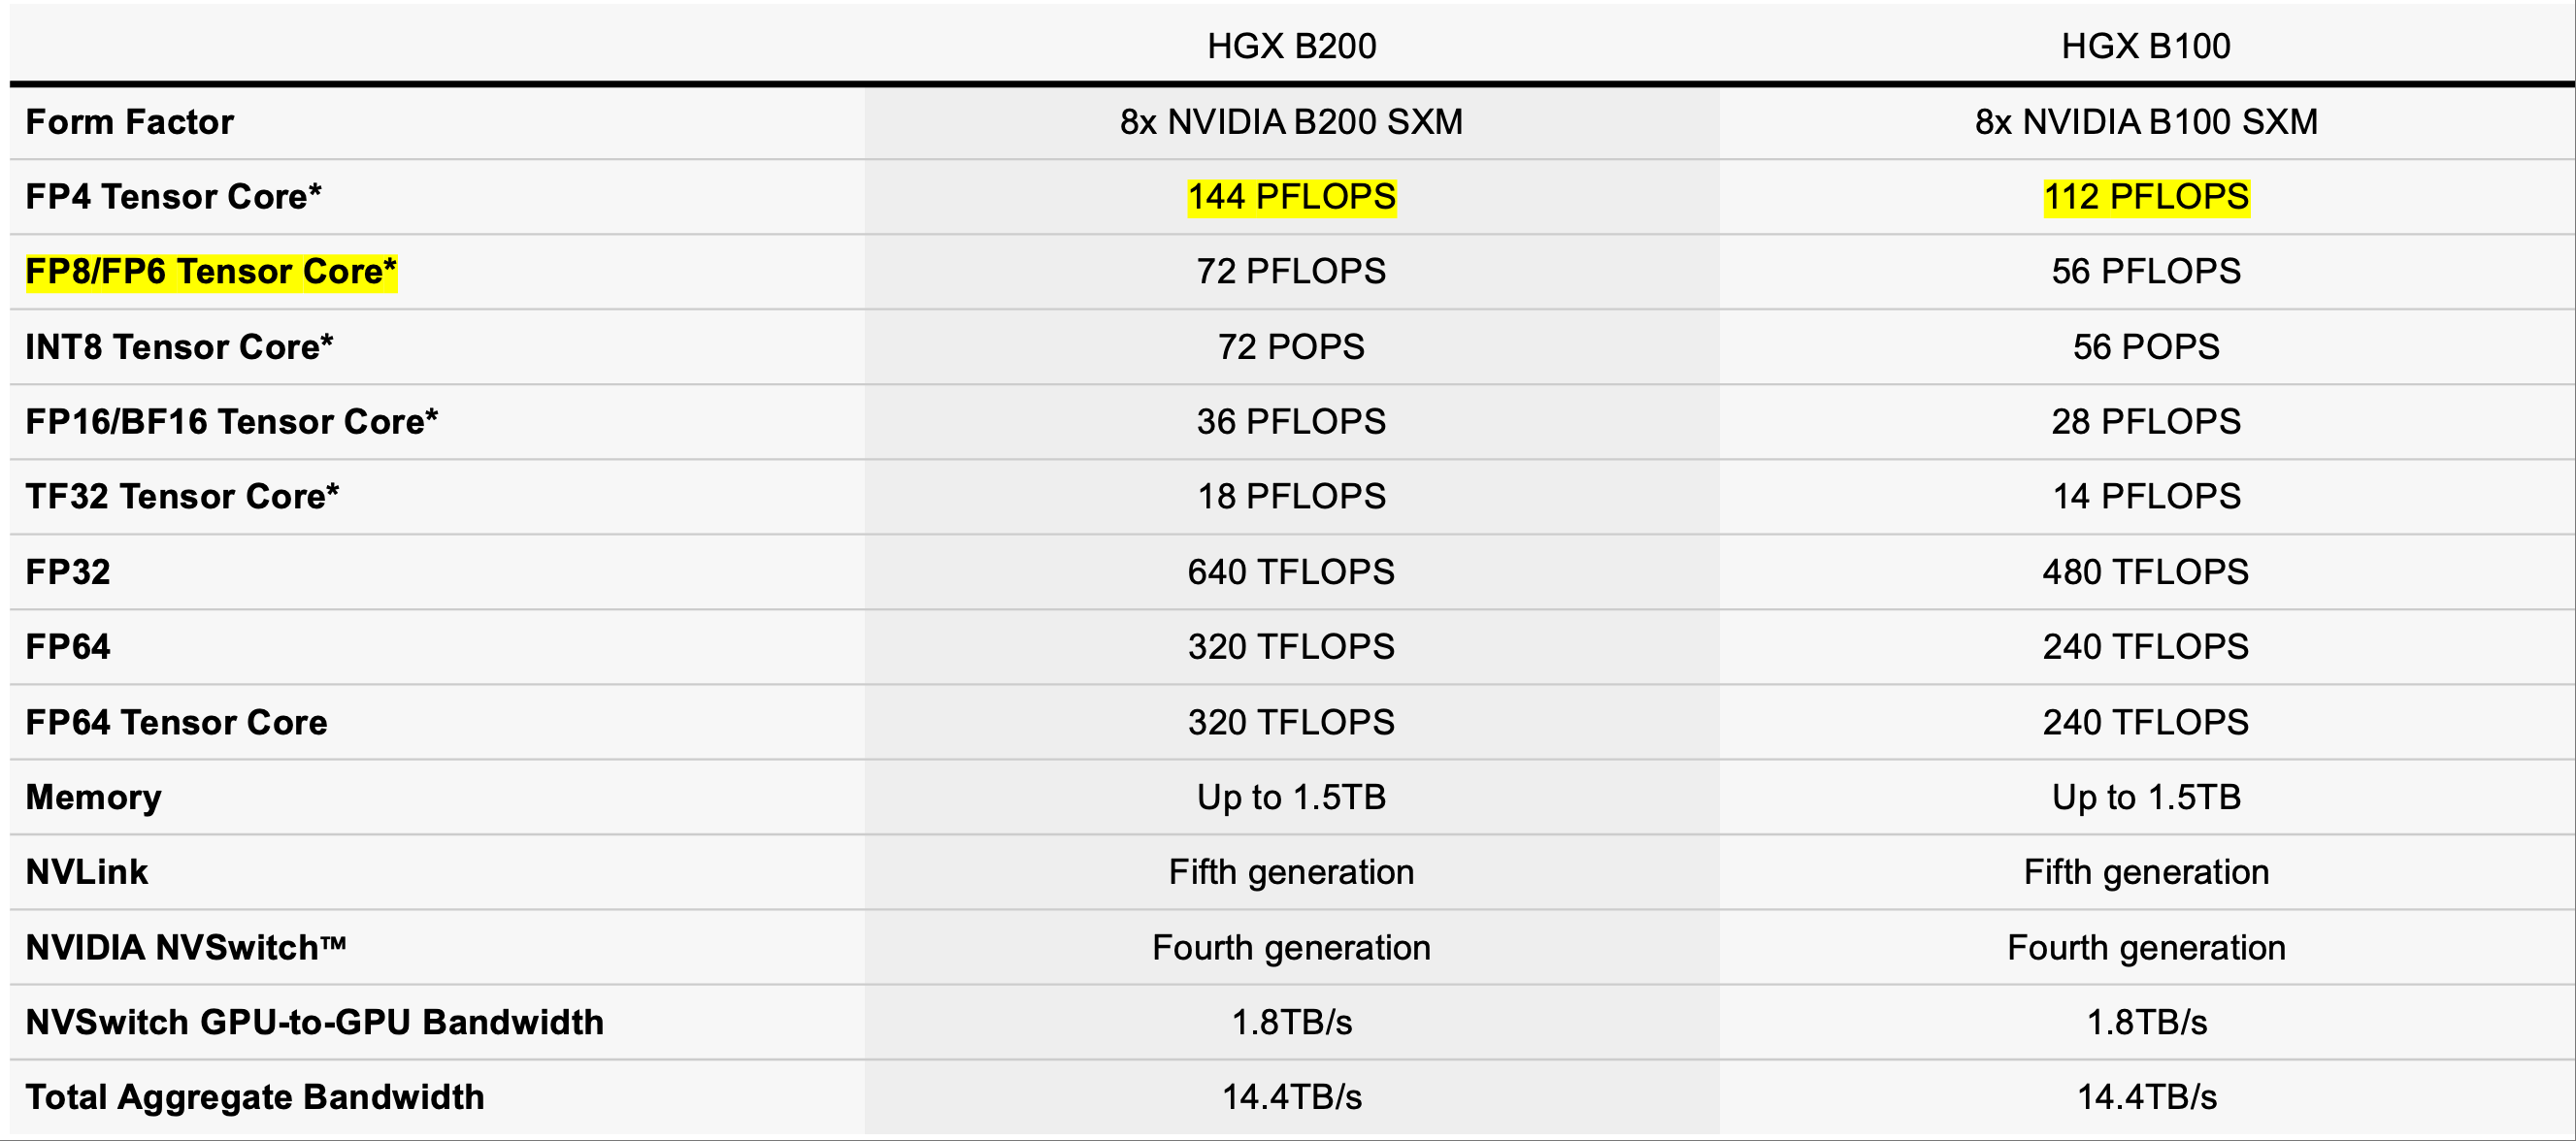 HGX B200 HGX B100
Form Factor 8x NVIDIA B200 SXM 8x NVIDIA B100 SXM
FP4 Tensor Core* 144 PFLOPS 112 PFLOPS
FP8/FP6 Tensor Core* 72 PFLOPS 56 PFLOPS
INT8 Tensor Core* 72 POPS 56 POPS
FP16/BF16 Tensor Core* 36 PFLOPS 28 PFLOPS
TF32 Tensor Core* 18 PFLOPS 14 PFLOPS
FP32 640 TFLOPS 480 TFLOPS
FP64 320 TFLOPS 240 TFLOPS
FP64 Tensor Core 320 TFLOPS 240 TFLOPS
Memory Up to 1.5TB Up to 1.5TB
NVLink Fifth generation Fifth generation
NVIDIA NVSwitch™ Fourth generation Fourth generation
NVSwitch GPU-to-GPU Bandwidth 1.8TB/s 1.8TB/s
Total Aggregate Bandwidth 14.4TB/s 14.4TB/s